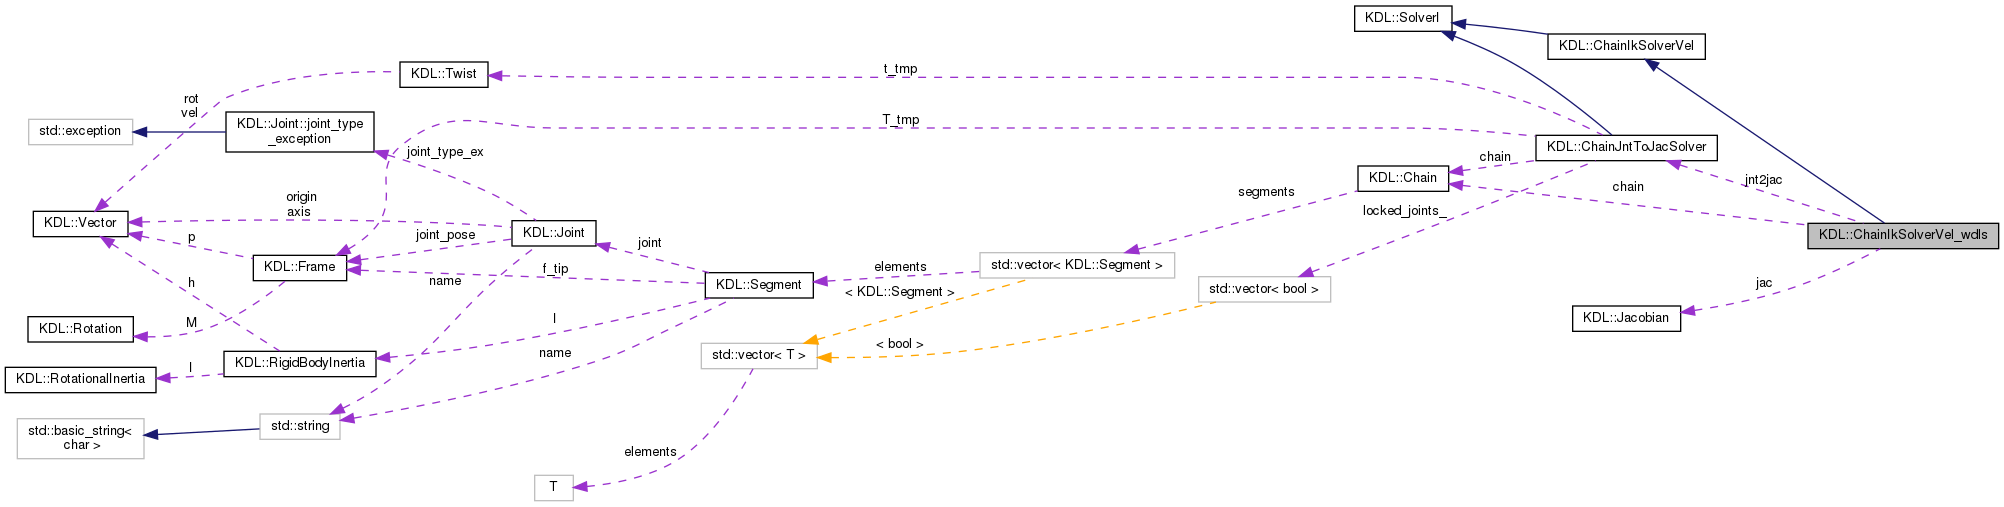 KDL::SolverI
KDL::ChainIkSolverVel
KDL::Twist
t_tmp
rot
vel
std::exception
KDL::Joint::joint_type
_exception
T_tmp
joint_type_ex
KDL::ChainJntToJacSolver
chain
KDL::Chain
jnt2jac
chain
segments
locked_joints_
origin
axis
KDL::Vector
p
KDL::Joint
joint_pose
joint
KDL::ChainIkSolverVel_wdls
KDL::Frame
f_tip
name
h
KDL::Segment
elements
std::vector< KDL::Segment >
< KDL::Segment >
std::vector< bool >
jac
KDL::Jacobian
I
M
KDL::Rotation
name
< bool >
std::vector< T >
KDL::RigidBodyInertia
I
KDL::RotationalInertia
std::string
std::basic_string<
char >
elements
T